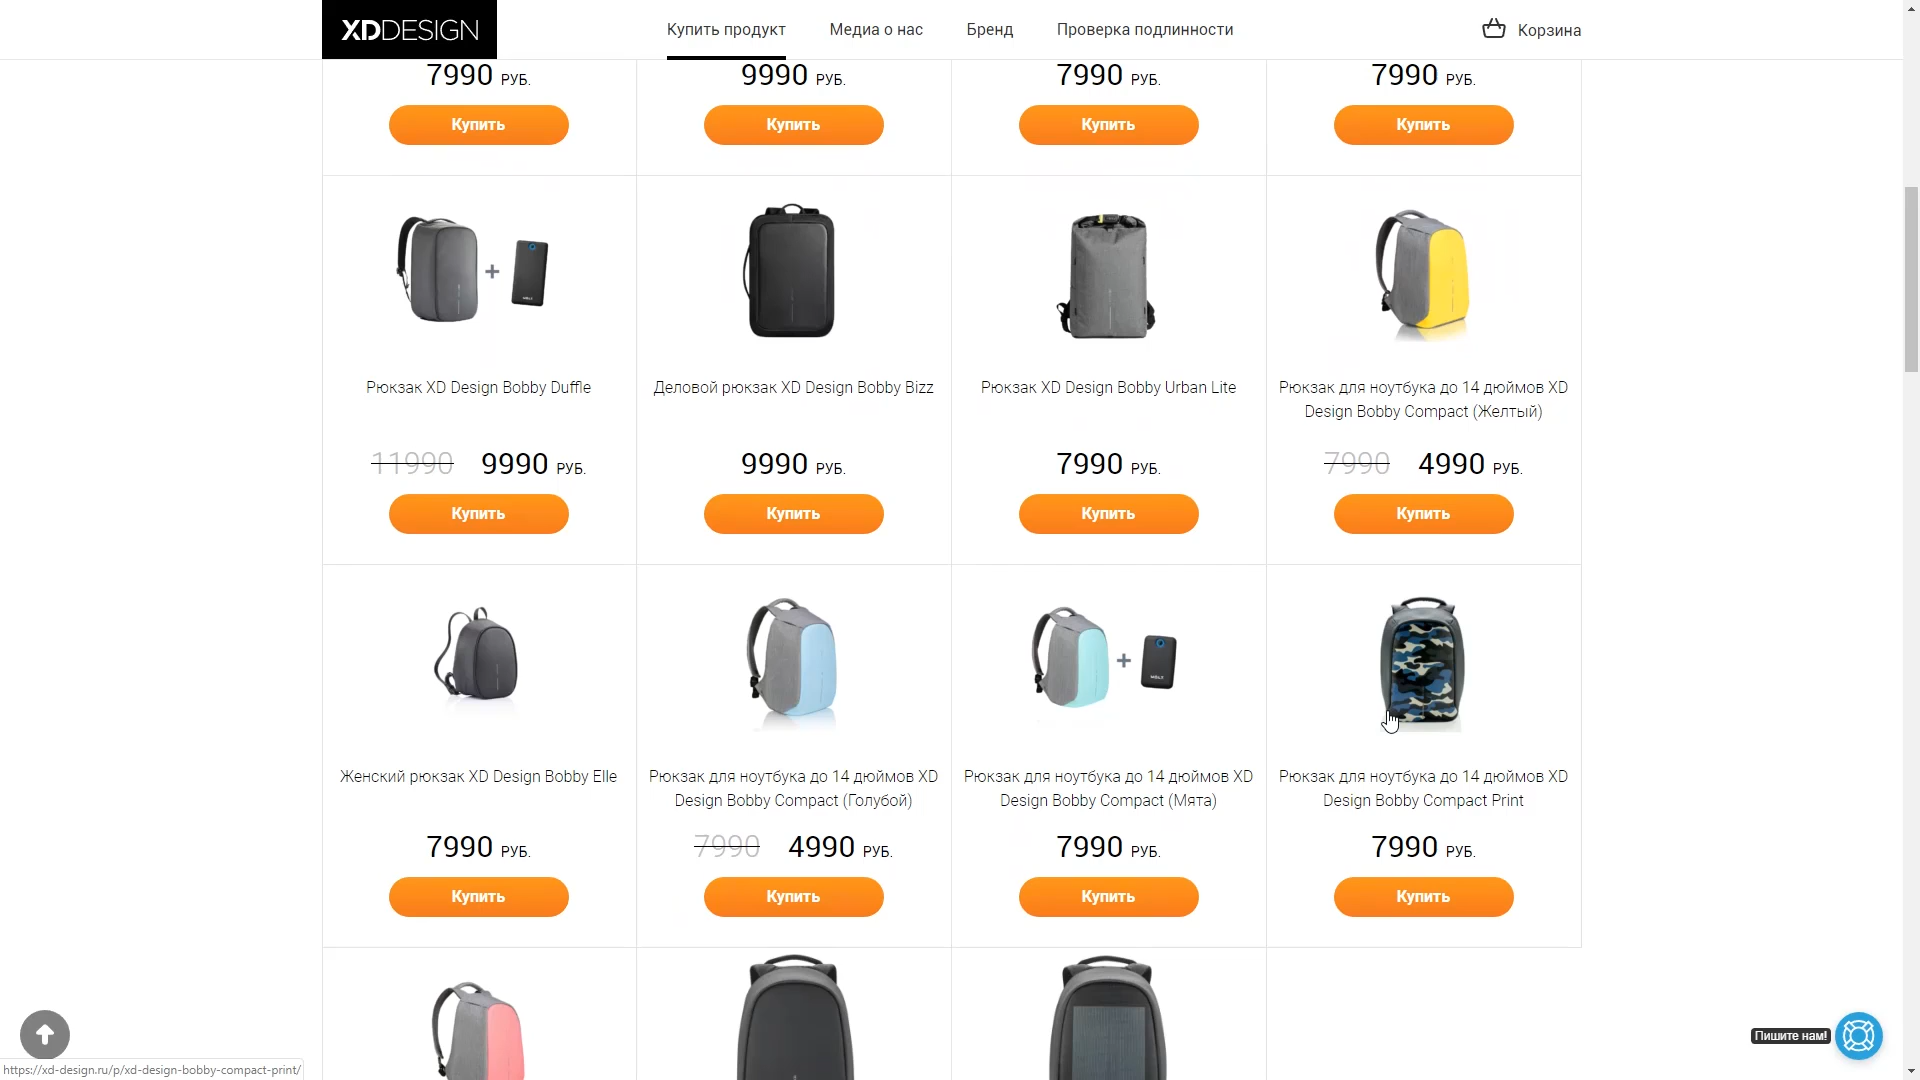 XDDESIGN
Купить продукт Медиа о нас Бренд Проверка подлинности Корзина
7990 РУБ. 9990 РУБ. 7990 РУБ. 7990 РУБ.
Купить Купить Купить Купить
Рюкзак XD Design Bobby Duffle
11990 9990 РУБ.
Купить
Деловой рюкзак XD Design Bobby Bizz
9990 РУБ.
Купить
Рюкзак XD Design Bobby Urban Lite
7990 РУБ.
Купить
Рюкзак для ноутбука до 14 дюймов XD
Design Bobby Compact (Желтый)
7990 4990 РУБ.
Купить
Женский рюкзак XD Design Bobby Elle
7990 РУБ.
Купить
Рюкзак для ноутбука до 14 дюймов XD
Design Bobby Compact (Голубой)
7990 4990 РУБ.
Купить
Рюкзак для ноутбука до 14 дюймов XD
Design Bobby Compact (Мята)
7990 РУБ.
Купить
Рюкзак для ноутбука до 14 дюймов XD
Design Bobby Compact Print
7990 РУБ.
Купить
Пишите нам!
https://xd-design.ru/p/xd-design-bobby-compact-print/